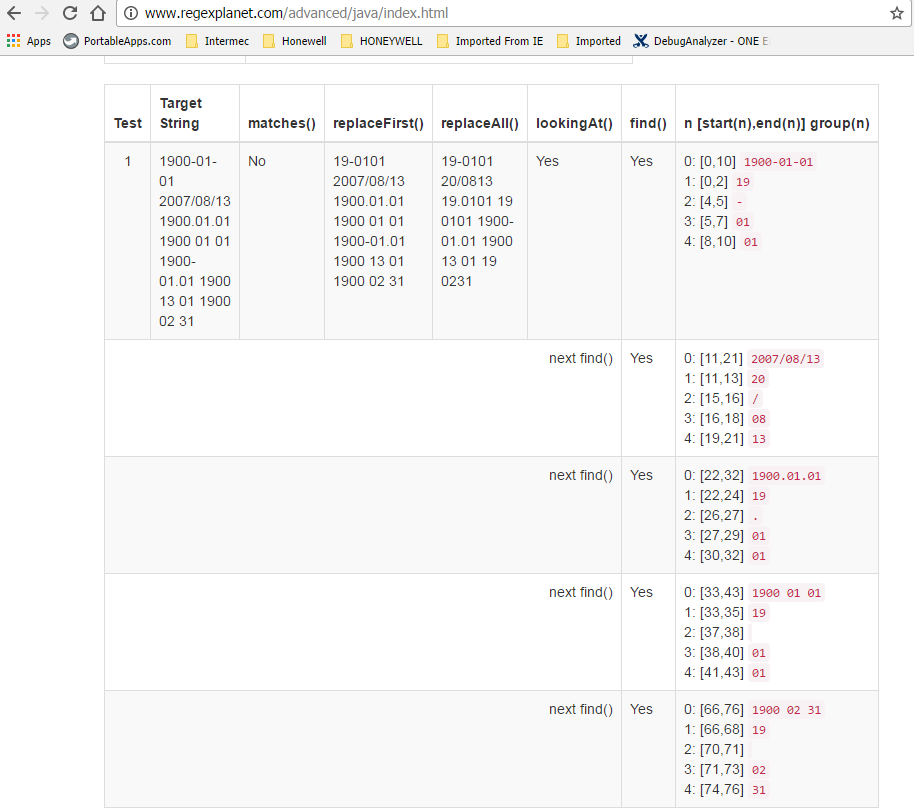 www.regexplanet.com/advanced/java/index.html
Apps PortableApps.com Intermec Honewell HONEYWELL Imported From IE Imported DebugAnalyzer - ONE E
Test
Target
String
matches()
replaceFirst()
replaceAll()
lookingAt()
find()
n [start(n),end(n)] group(n)
1
1900-01-
01
2007/08/13
1900.01.01
1900 01 01
1900-
01.01 1900
13 01 1900
02 31
No
19-0101
2007/08/13
1900.01.01
1900 01 01
1900-01.01
1900 13 01
1900 02 31
19-0101
20/0813
19.0101 19
0101 1900-
01.01 1900
13 01 19
0231
Yes
Yes
0: [0,10] 1900-01-01
1: [0,2] 19
2: [4,5] -
3: [5,7] 01
4: [8,10] 01
next find()
Yes
0: [11,21] 2007/08/13
1: [11,13] 20
2: [15,16] /
3: [16,18] 08
4: [19,21] 13
next find()
Yes
0: [22,32] 1900.01.01
1: [22,24] 19
2: [26,27] .
3: [27,29] 01
4: [30,32] 01
next find()
Yes
0: [33,43] 1900 01 01
1: [33,35] 19
2: [37,38]
3: [38,40] 01
4: [41,43] 01
next find()
Yes
0: [66,76] 1900 02 31
1: [66,68] 19
2: [70,71]
3: [71,73] 02
4: [74,76] 31